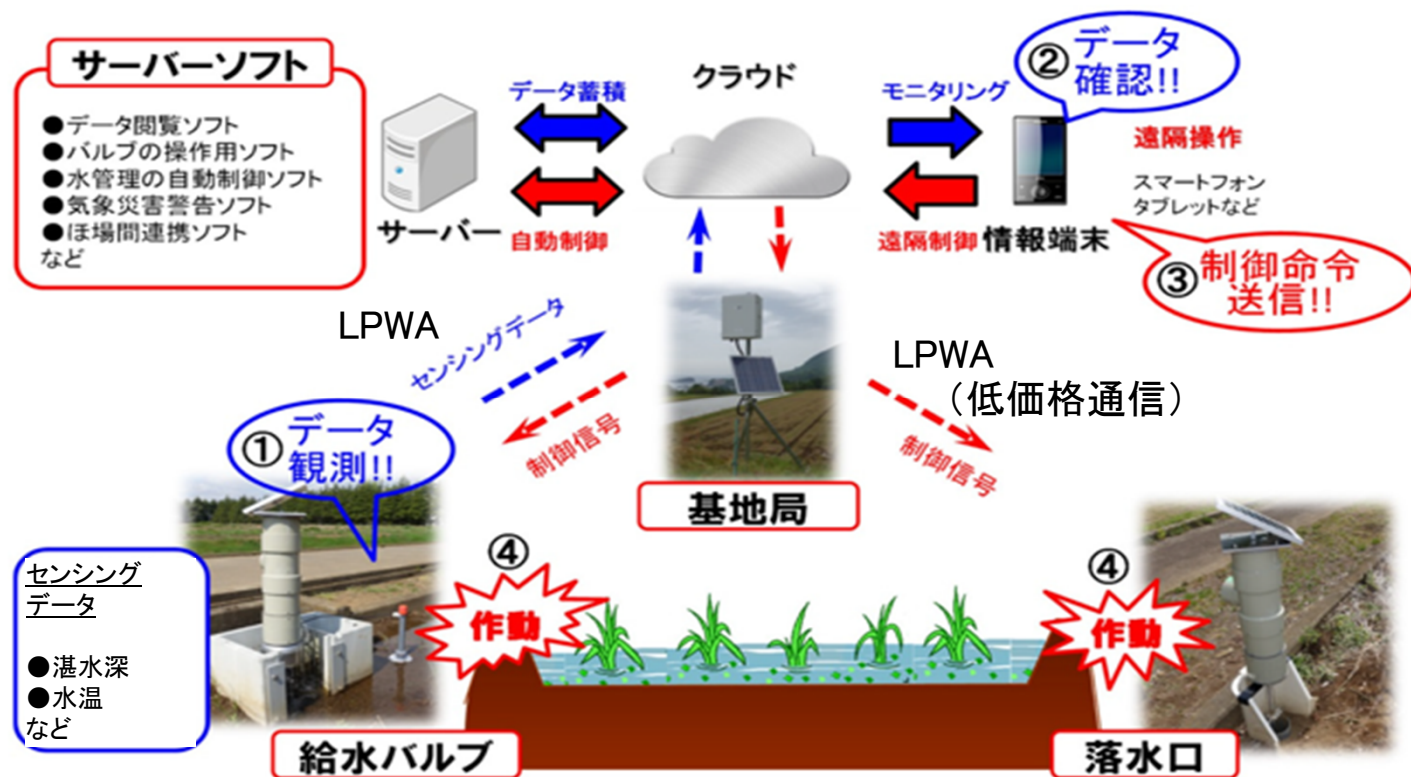 サーバーソフト
●データ閲覧ソフト
●バルブの操作用ソフト
●水管理の自動制御ソフト
●気象災害警告ソフト
●ほ場間連携ソフト
など
サーバー
データ蓄積
自動制御
クラウド
モニタリング
遠隔制御
②データ
確認!!
情報端末
遠隔操作
スマートフォン
タブレットなど
③制御命令
送信!!
LPWA
センシングデータ
制御信号
基地局
LPWA
（低価格通信）
制御信号
①データ
観測!!
センシング
データ
●湛水深
●水温
など
④
作動
給水バルブ
④
作動
落水口